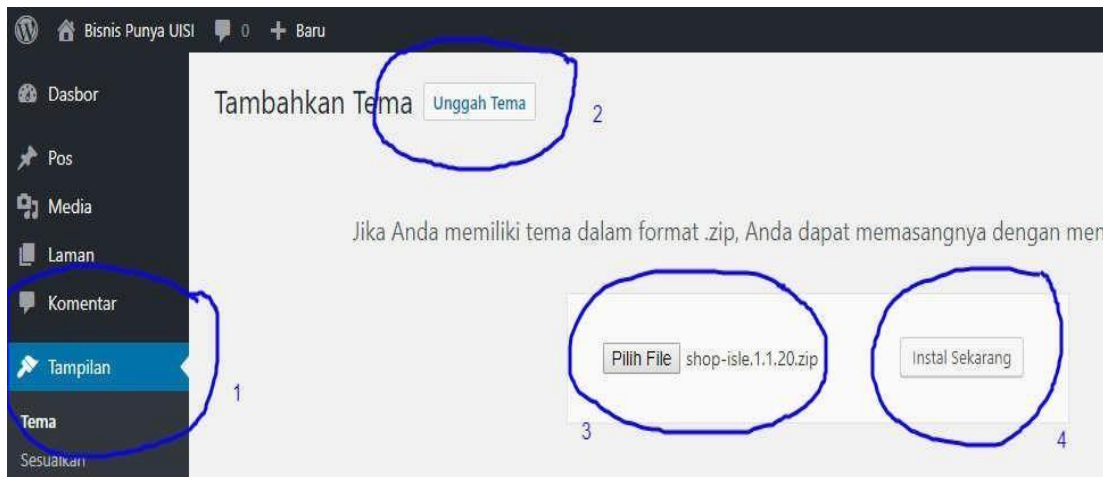 Bisnis Punya UISI 0 + Baru
Dasbor
Tambahkan Tema Unggah Tema
2
Pos
Media
Jika Anda memiliki tema dalam format .zip, Anda dapat memasangnya dengan
Laman
Komentar
Tampilan
Pilih File shop-isle.1.1.20.zip Instal Sekarang
1
Tema
3
4
Sesuaikan